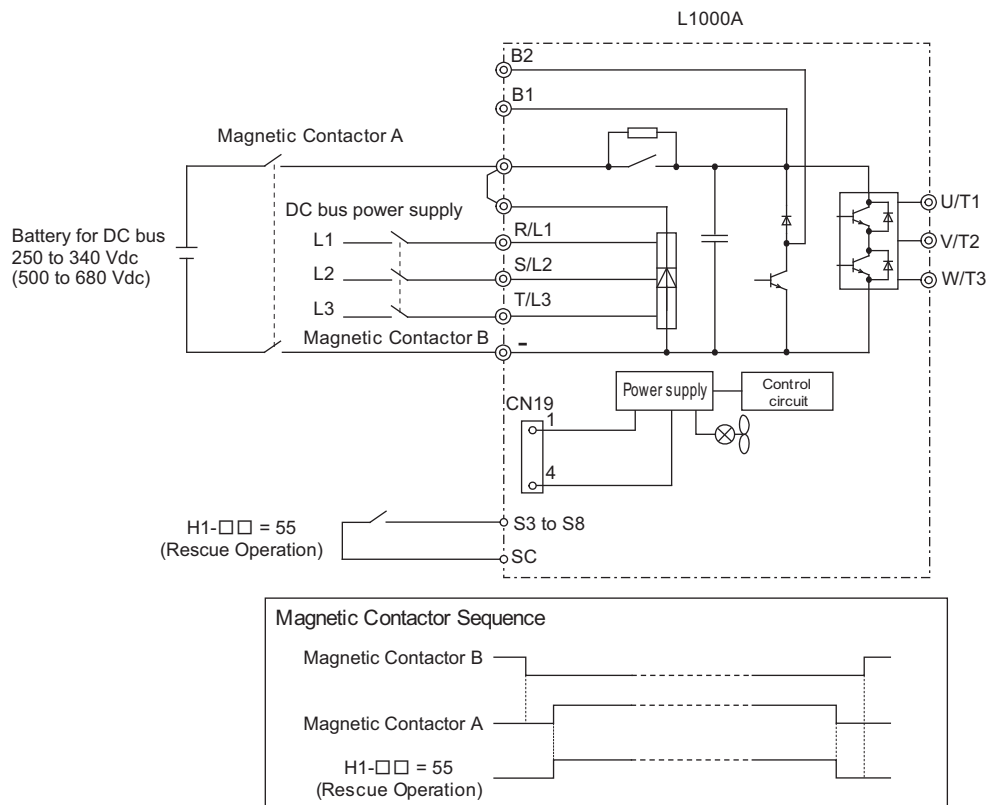 L1000A
B2
B1
Magnetic Contactor A
DC bus power supply
Battery for DC bus
250 to 340 Vdc
(500 to 680 Vdc)
L1
L2
L3
R/L1
S/L2
T/L3
Magnetic Contactor B
-
U/T1
V/T2
W/T3
Power supply
Control
circuit
CN19
1
4
H1-□□ = 55
(Rescue Operation)
S3 to S8
SC
Magnetic Contactor Sequence
Magnetic Contactor B
Magnetic Contactor A
H1-□□ = 55
(Rescue Operation)